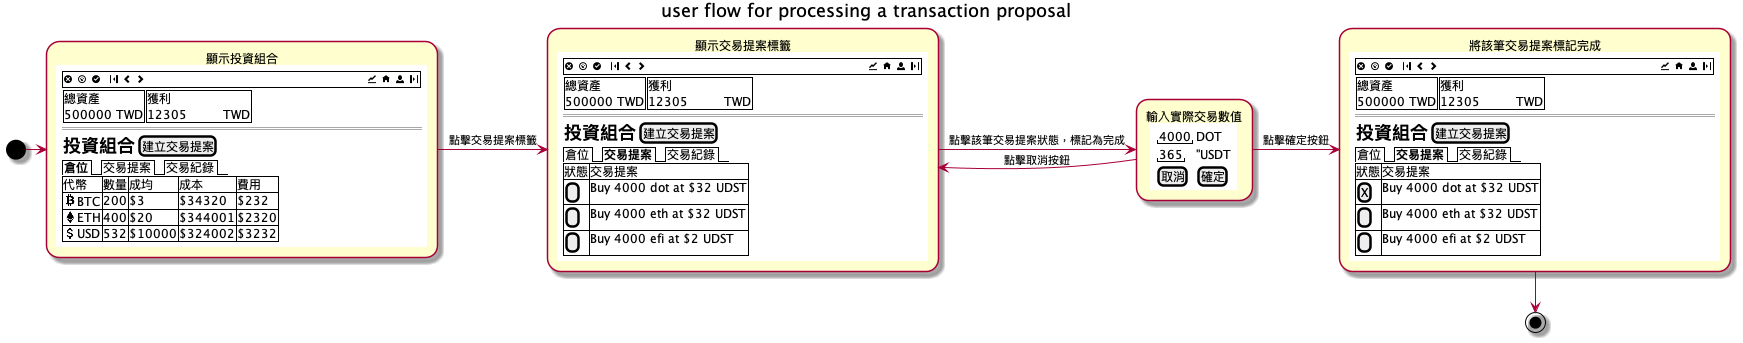 user flow for processing a transaction proposal
顯示投資組合
總資產 獲利
500000 TWD 12305 TWD
投資組合 建立交易提案
倉位 交易提案 交易紀錄
代幣 數量 成均 成本 費用
BTC 200 $3 $34320 $232
ETH 400 $20 $344001 $2320
USD 532 $10000 $324002 $3232
點擊交易提案標籤
顯示交易提案標籤
總資產 獲利
500000 TWD 12305 TWD
投資組合 建立交易提案
倉位 交易提案 交易紀錄
狀態 交易提案
Buy 4000 dot at $32 UDST
Buy 4000 eth at $32 UDST
Buy 4000 efi at $2 UDST
點擊該筆交易提案狀態，標記為完成
點擊取消按鈕
輸入實際交易數值
4000 DOT
365 "USDT
取消 確定
點擊確定按鈕
將該筆交易提案標記完成
總資產 獲利
500000 TWD 12305 TWD
投資組合 建立交易提案
倉位 交易提案 交易紀錄
狀態 交易提案
X Buy 4000 dot at $32 UDST
Buy 4000 eth at $32 UDST
Buy 4000 efi at $2 UDST